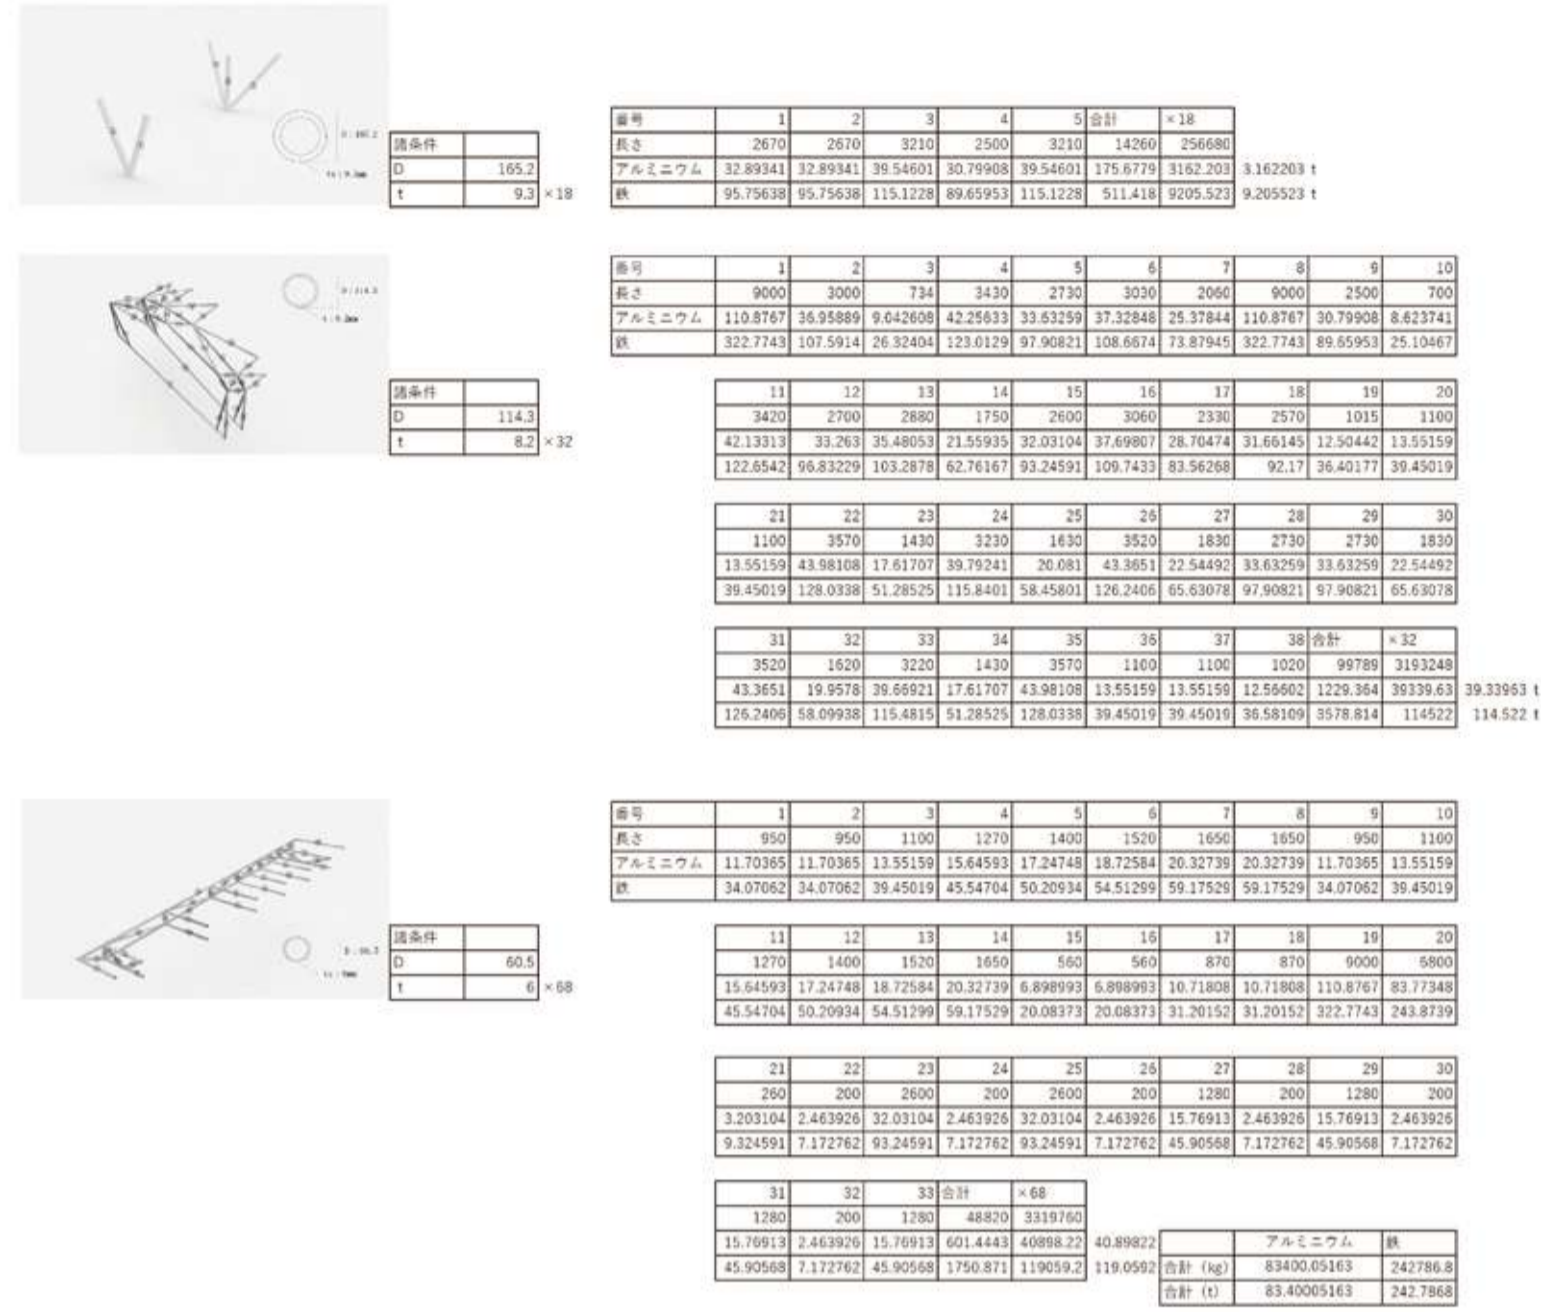 番号 1 2 3 4 5 合計 ×18
諸条件 長さ 2670 2670 3210 2500 3210 14260 256680
D 165.2 アルミニウム 32.89341 32.89341 39.54601 30.79908 39.54601 175.6779 3162.203 3.162203 t
t 9.3 ×18 鉄 95.75638 95.75638 115.1228 89.65953 115.1228 511.418 9205.523 9.205523 t
番号 1 2 3 4 5 6 7 8 9 10
長さ 9000 3000 734 3430 2730 3030 2060 9000 2500 700
アルミニウム 110.8767 36.95889 9.042608 42.25633 33.63259 37.32848 25.37844 110.8767 30.79908 8.623741
鉄 322.7743 107.5914 26.32404 123.0129 97.90821 108.6674 73.87945 322.7743 89.65953 25.10467
諸条件 11 12 13 14 15 16 17 18 19 20
D 114.3 3420 2700 2880 1750 2600 3060 2330 2570 1015 1100
t 8.2 ×32 42.13313 33.263 35.48053 21.55935 32.03104 37.69807 28.70474 31.66145 12.50442 13.55159
122.6542 96.83229 103.2878 62.76167 93.24591 109.7433 83.56268 92.17 36.40177 39.45019
21 22 23 24 25 26 27 28 29 30
1100 3570 1430 3230 1630 3520 1830 2730 2730 1830
13.55159 43.98108 17.61707 39.79241 20.081 43.3651 22.54492 33.63259 33.63259 22.54492
39.45019 128.0338 51.28525 115.8401 58.45801 126.2406 65.63078 97.90821 97.90821 65.63078
31 32 33 34 35 36 37 38 合計 ×32
3520 1620 3220 1430 3570 1100 1100 1020 99789 3193248
43.3651 19.9578 39.66921 17.61707 43.98108 13.55159 13.55159 12.56602 1229.364 39339.63 39.33963 t
126.2406 58.09938 115.4815 51.28525 128.0338 39.45019 39.45019 36.58109 3578.814 114522 114.522 t
番号 1 2 3 4 5 6 7 8 9 10
長さ 950 950 1100 1270 1400 1520 1650 1650 950 1100
アルミニウム 11.70365 11.70365 13.55159 15.64593 17.24748 18.72584 20.32739 20.32739 11.70365 13.55159
鉄 34.07062 34.07062 39.45019 45.54704 50.20934 54.51299 59.17529 59.17529 34.07062 39.45019
諸条件 11 12 13 14 15 16 17 18 19 20
D 60.5 1270 1400 1520 1650 560 560 870 870 9000 6800
t 6 ×68 15.64593 17.24748 18.72584 20.32739 6.898993 6.898993 10.71808 10.71808 110.8767 83.77348
45.54704 50.20934 54.51299 59.17529 20.08373 20.08373 31.20152 31.20152 322.7743 243.8739
21 22 23 24 25 26 27 28 29 30
260 200 2600 200 2600 200 1280 200 1280 200
3.203104 2.463926 32.03104 2.463926 32.03104 2.463926 15.76913 2.463926 15.76913 2.463926
9.324591 7.172762 93.24591 7.172762 93.24591 7.172762 45.90568 7.172762 45.90568 7.172762
31 32 33 合計 ×68
1280 200 1280 48820 3319760
15.76913 2.463926 15.76913 601.4443 40898.22 40.89822
45.90568 7.172762 45.90568 1750.871 119059.2 119.0592
アルミニウム 鉄
合計 (kg) 83400.05163 242786.8
合計 (t) 83.40005163 242.7868